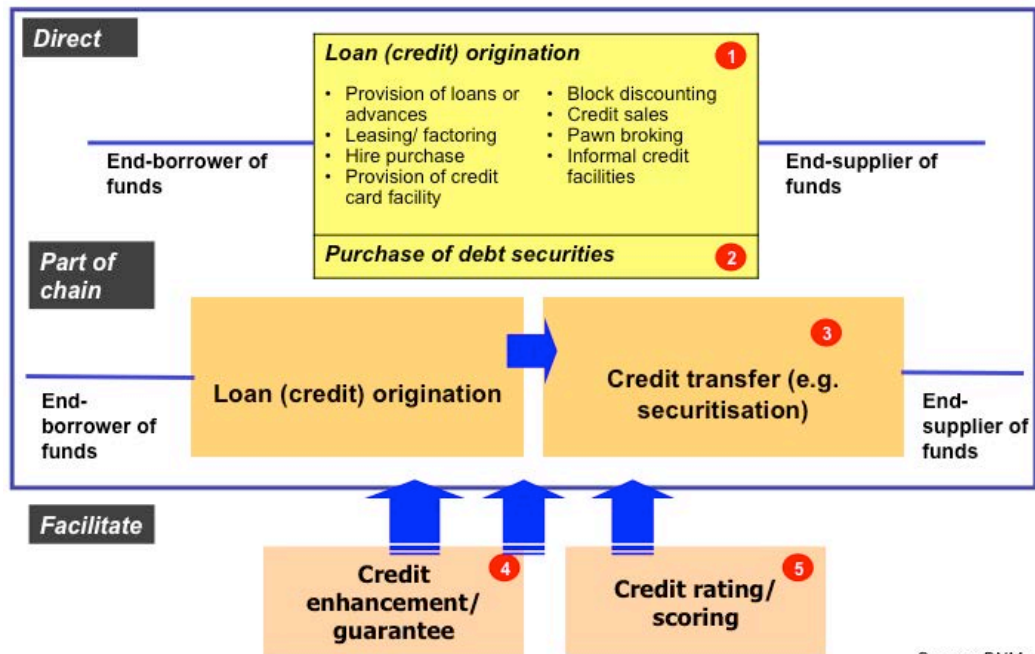 Direct
Loan (credit) origination
1
• Provision of loans or
advances
• Leasing/ factoring
• Hire purchase
• Provision of credit
card facility
• Block discounting
• Credit sales
• Pawn broking
• Informal credit
facilities
End-borrower of
funds
End-supplier of
funds
Purchase of debt securities
2
Part of
chain
Loan (credit) origination
3
Credit transfer (e.g.
securitisation)
End-
borrower of
funds
End-
supplier of
funds
Facilitate
4
Credit
enhancement/
guarantee
5
Credit rating/
scoring